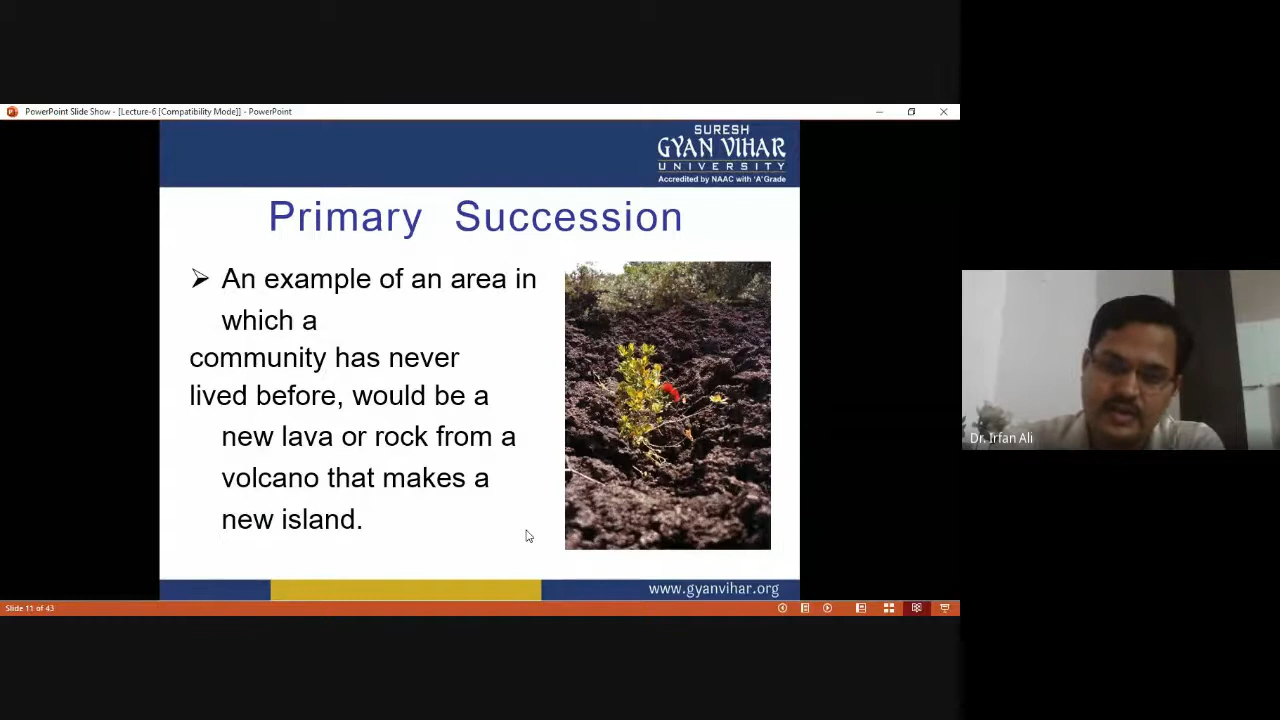 PowerPoint Slide Show - [Lecture-6 [Compatibility Mode]] - PowerPoint
SURESH
GYAN VIHAR
UNIVERSITY
Accredited by NAAC with 'A' Grade
Primary Succession
An example of an area in
which a
community has never
lived before, would be a
new lava or rock from a
volcano that makes a
new island.
Dr. Irfan Ali
www.gyanvihar.org
Slide 11 of 43